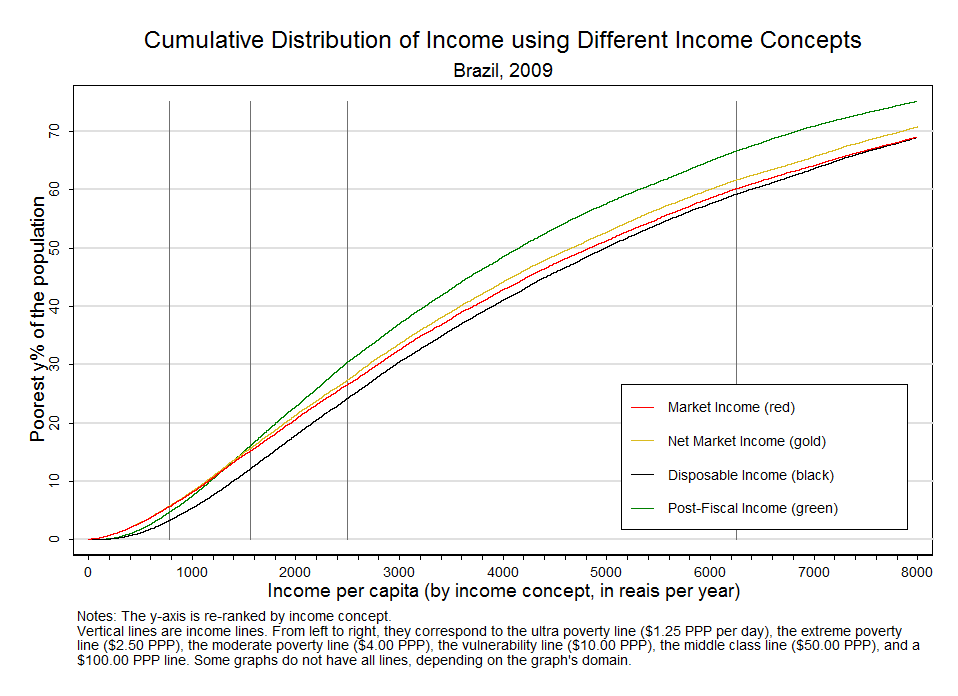 Cumulative Distribution of Income using Different Income Concepts
Brazil, 2009
Poorest y% of the population
70
60
50
40
30
20
10
0
Market Income (red)
Net Market Income (gold)
Disposable Income (black)
Post-Fiscal Income (green)
0 1000 2000 3000 4000 5000 6000 7000 8000
Income per capita (by income concept, in reais per year)
Notes: The y-axis is re-ranked by income concept.
Vertical lines are income lines. From left to right, they correspond to the ultra poverty line ($1.25 PPP per day), the extreme poverty
line ($2.50 PPP), the moderate poverty line ($4.00 PPP), the vulnerability line ($10.00 PPP), the middle class line ($50.00 PPP), and a
$100.00 PPP line. Some graphs do not have all lines, depending on the graph's domain.